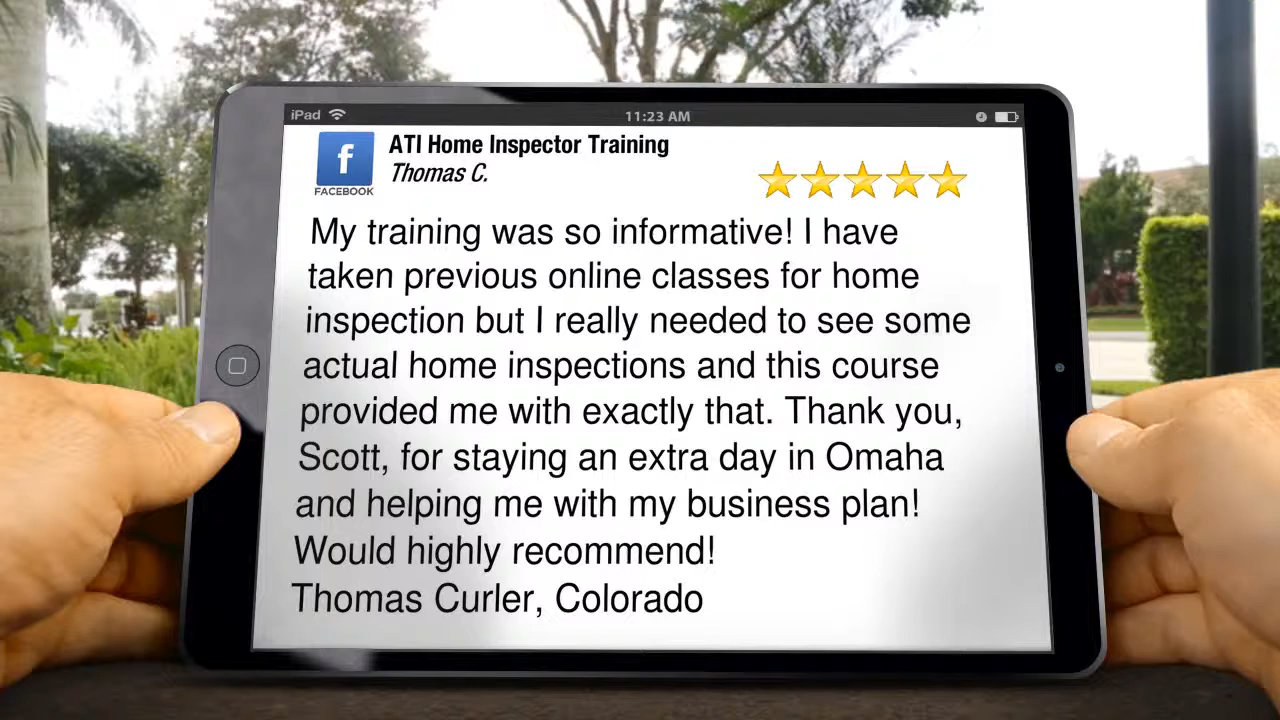 iPad 11:23 AM
f ATI Home Inspector Training
Thomas C.
FACEBOOK
My training was so informative! I have
taken previous online classes for home
inspection but I really needed to see some
actual home inspections and this course
provided me with exactly that. Thank you,
Scott, for staying an extra day in Omaha
and helping me with my business plan!
Would highly recommend!
Thomas Curler, Colorado